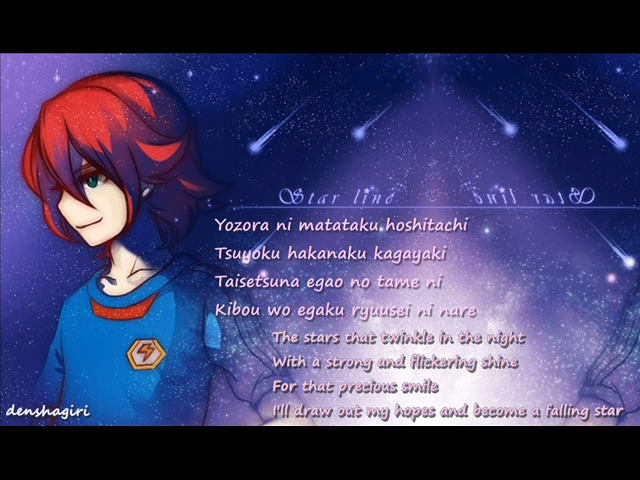 Star line
Yozora ni matataku hoshitachi
Tsuyoku hakanaku kagayaki
Taisetsuna egao no tame ni
Kibou wo egaku ryuusei ni nare
The stars that twinkle in the night
With a strong and flickering shine
For that precious smile
I'll draw out my hopes and become a falling star
denshagiri